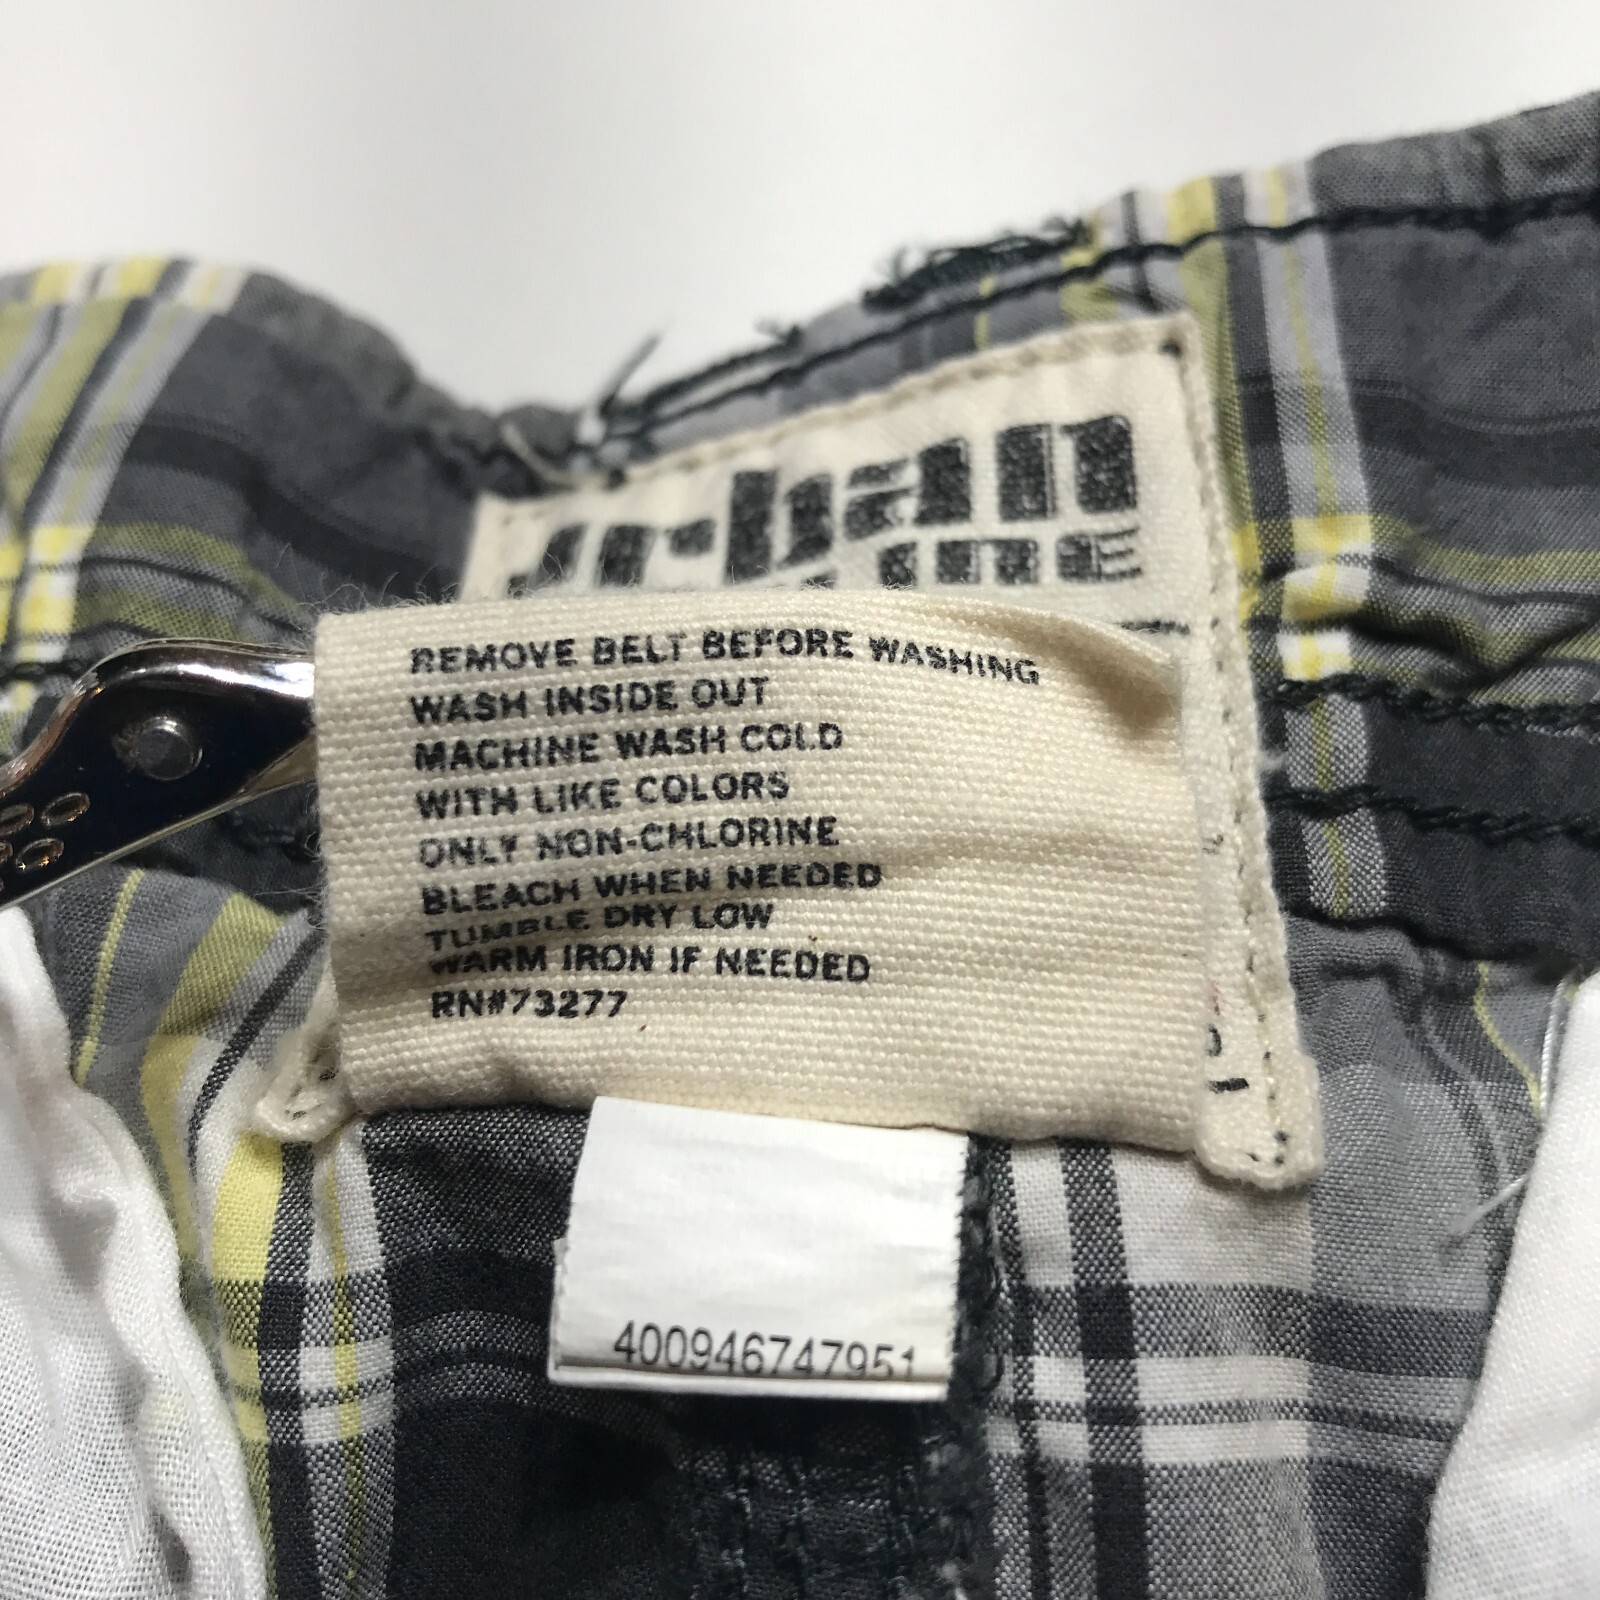 urban
REMOVE BELT BEFORE WASHING
WASH INSIDE OUT
MACHINE WASH COLD
WITH LIKE COLORS
ONLY NON-CHLORINE
BLEACH WHEN NEEDED
TUMBLE DRY LOW
WARM IRON IF NEEDED
RN#73277
400946747951